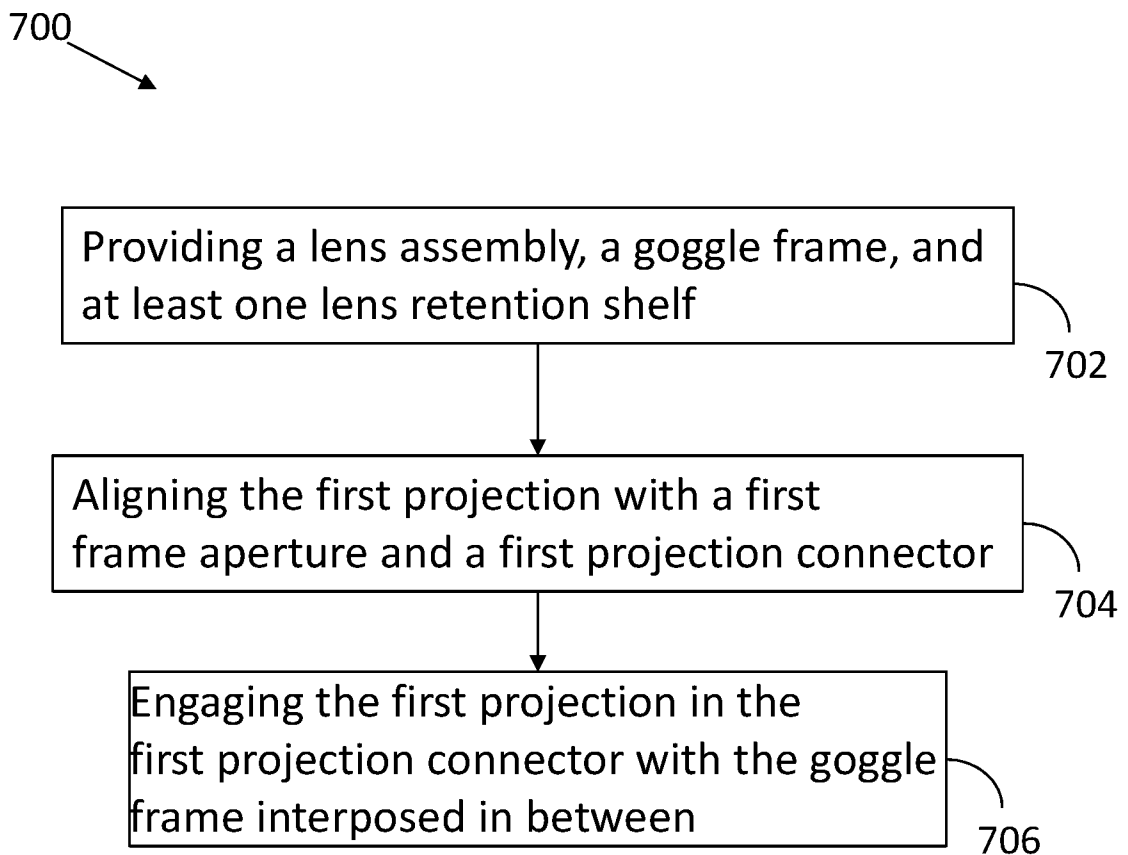 700
Providing a lens assembly, a goggle frame, and
at least one lens retention shelf
702
Aligning the first projection with a first
frame aperture and a first projection connector
704
Engaging the first projection in the
first projection connector with the goggle
frame interposed in between
706